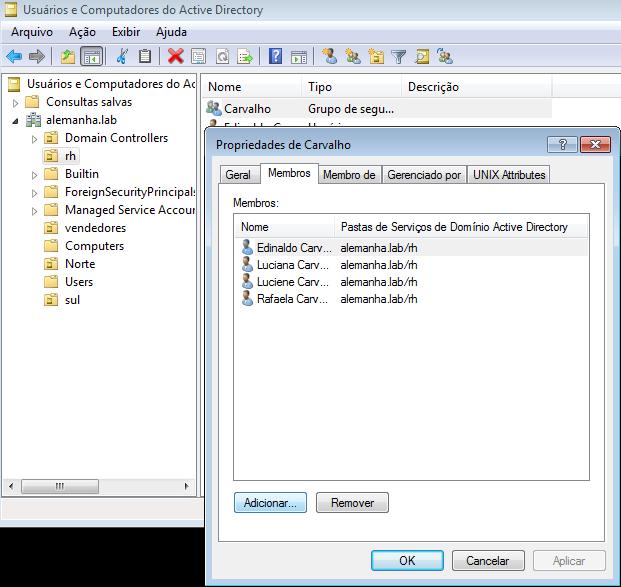 Usuários e Computadores do Active Directory
Arquivo Ação Exibir Ajuda
Usuários e Computadores do Ac
Consultas salvas
alemanha.lab
Domain Controllers
rh
Builtin
ForeignSecurityPrincipals
Managed Service Accour
vendedores
Computers
Norte
Users
sul
Nome Tipo Descrição
Carvalho Grupo de segu...
Propriedades de Carvalho
Geral Membros Membro de Gerenciado por UNIX Attributes
Membros:
Nome Pastas de Serviços de Domínio Active Directory
Edinaldo Carv... alemanha.lab/rh
Luciana Carv... alemanha.lab/rh
Luciene Carv... alemanha.lab/rh
Rafaela Carv... alemanha.lab/rh
Adicionar... Remover
OK Cancelar Aplicar